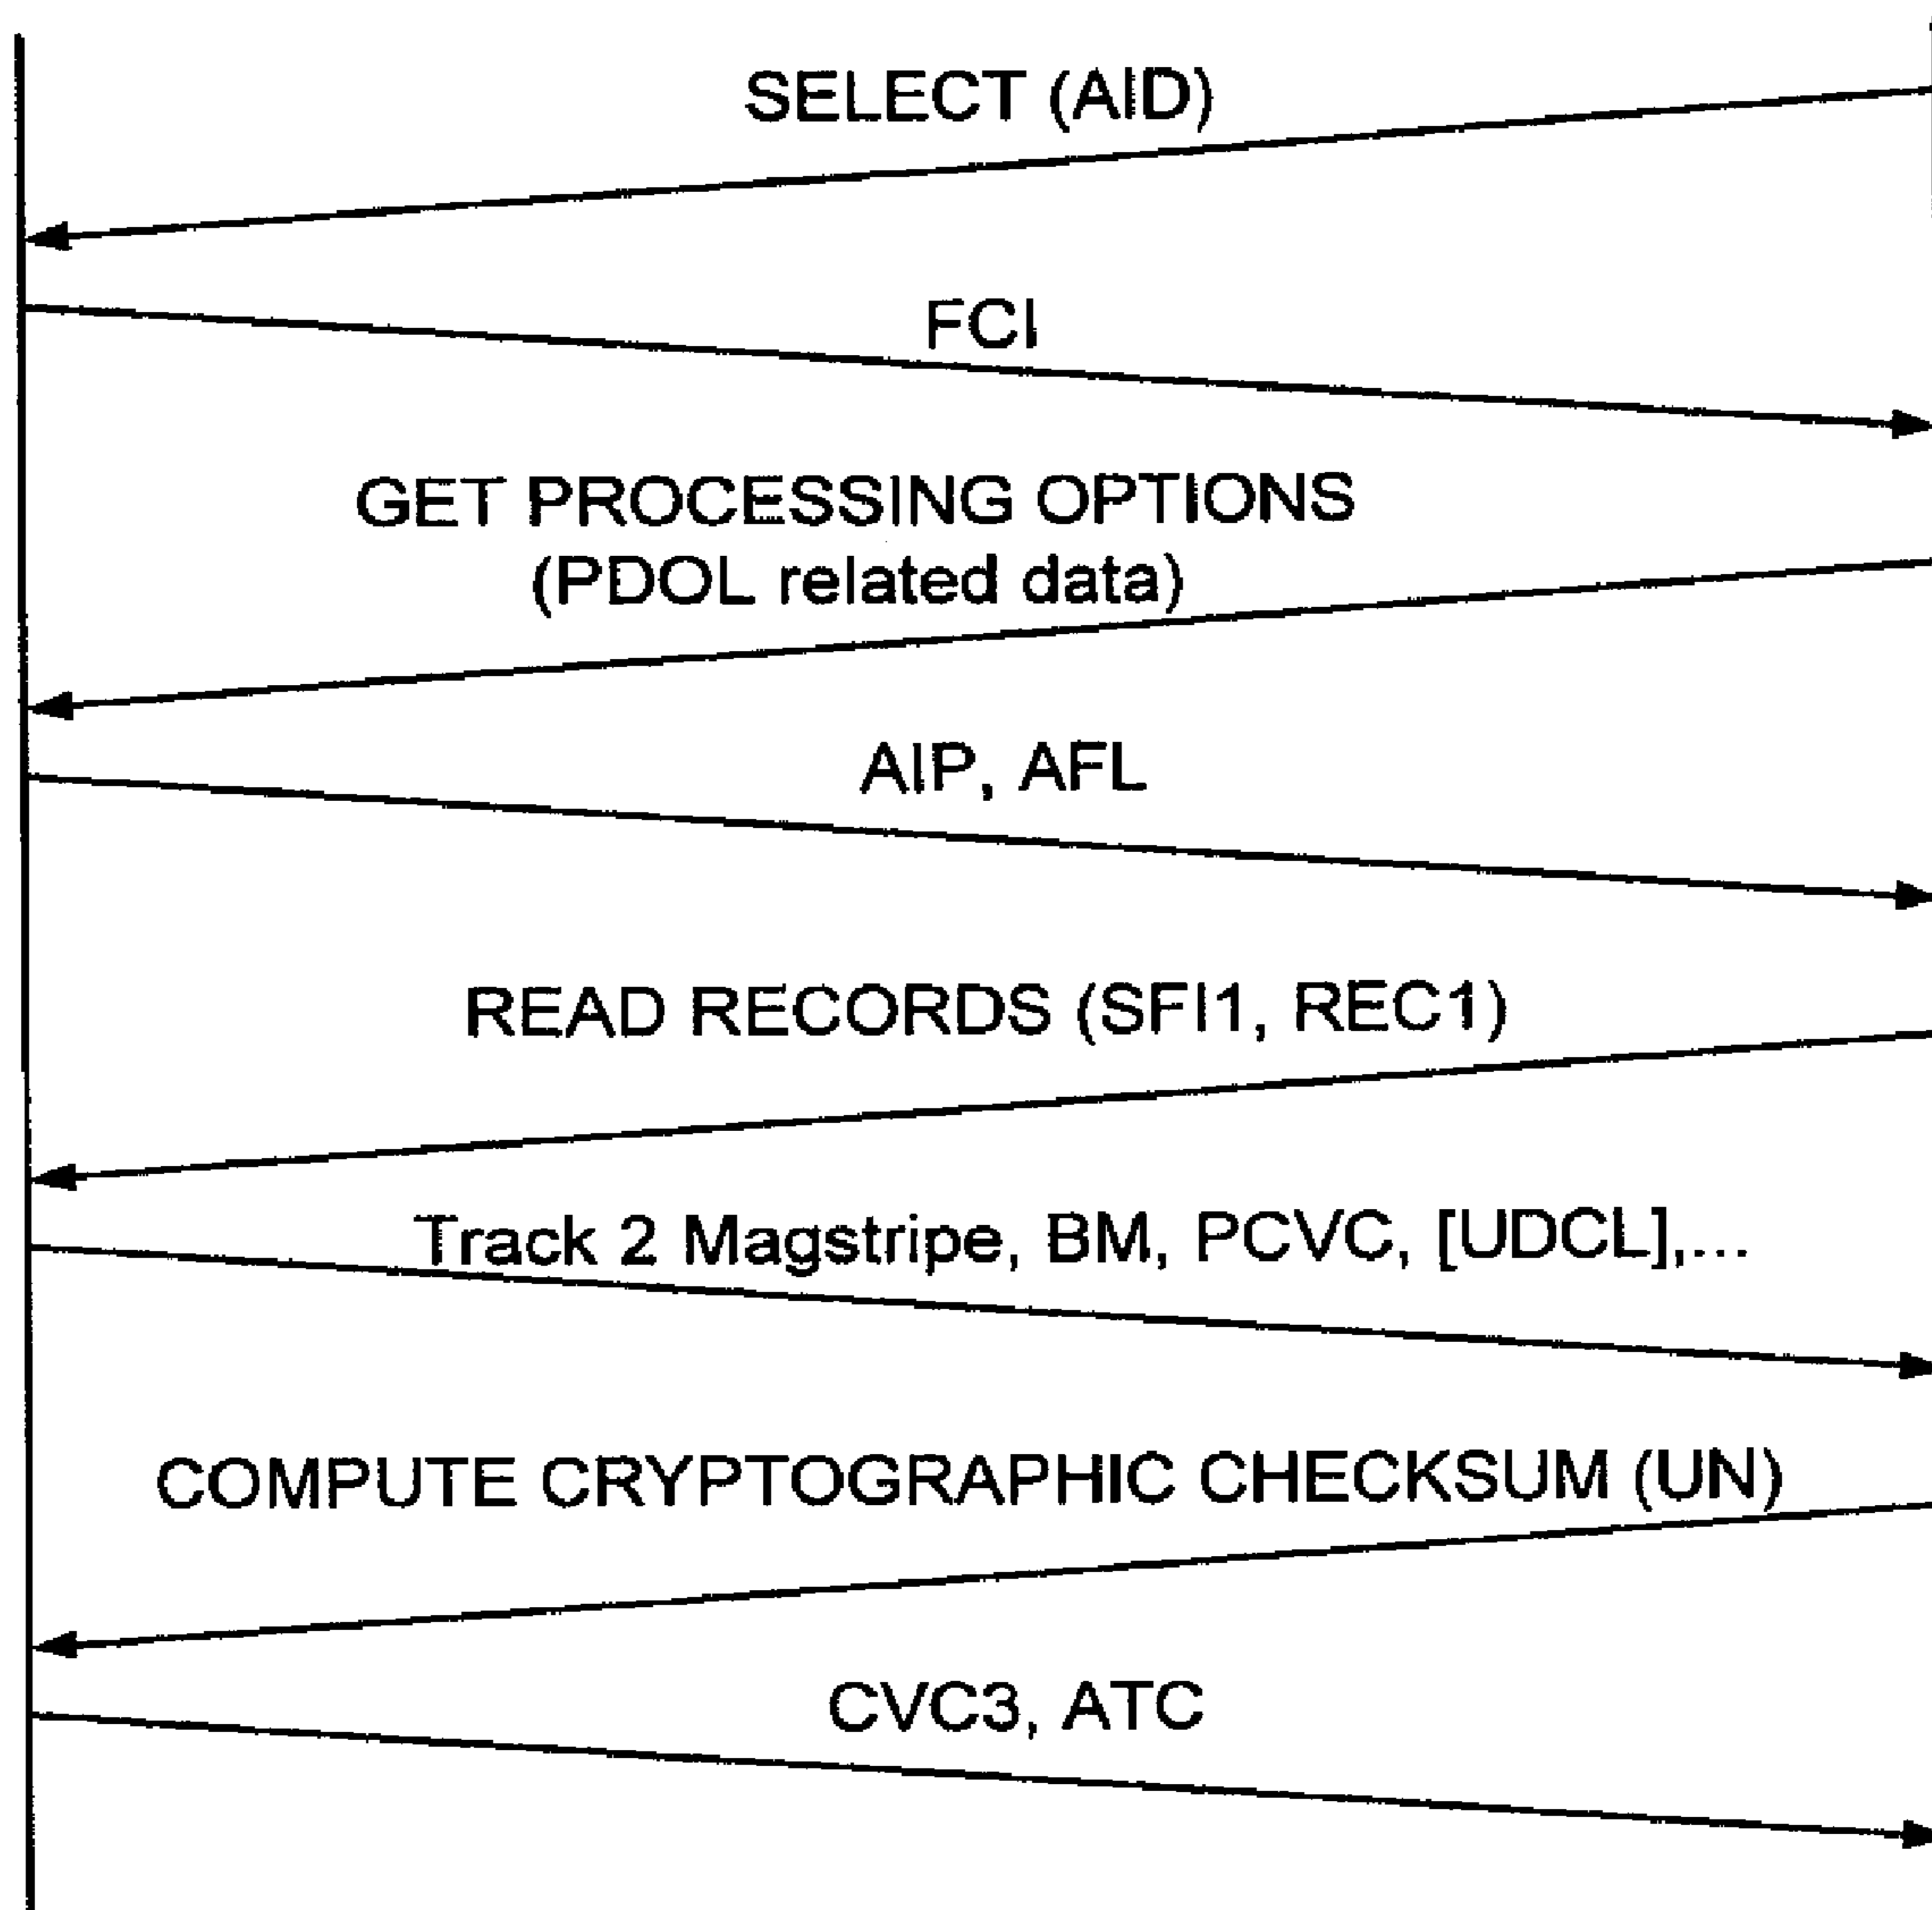 SELECT (AID)
FCI
GET PROCESSING OPTIONS
(PDOL related data)
AIP, AFL
READ RECORDS (SFI1, REC1)
Track 2 Magstripe, BM, PCVC, [UDCL],...
COMPUTE CRYPTOGRAPHIC CHECKSUM (UN)
CVC3, ATC